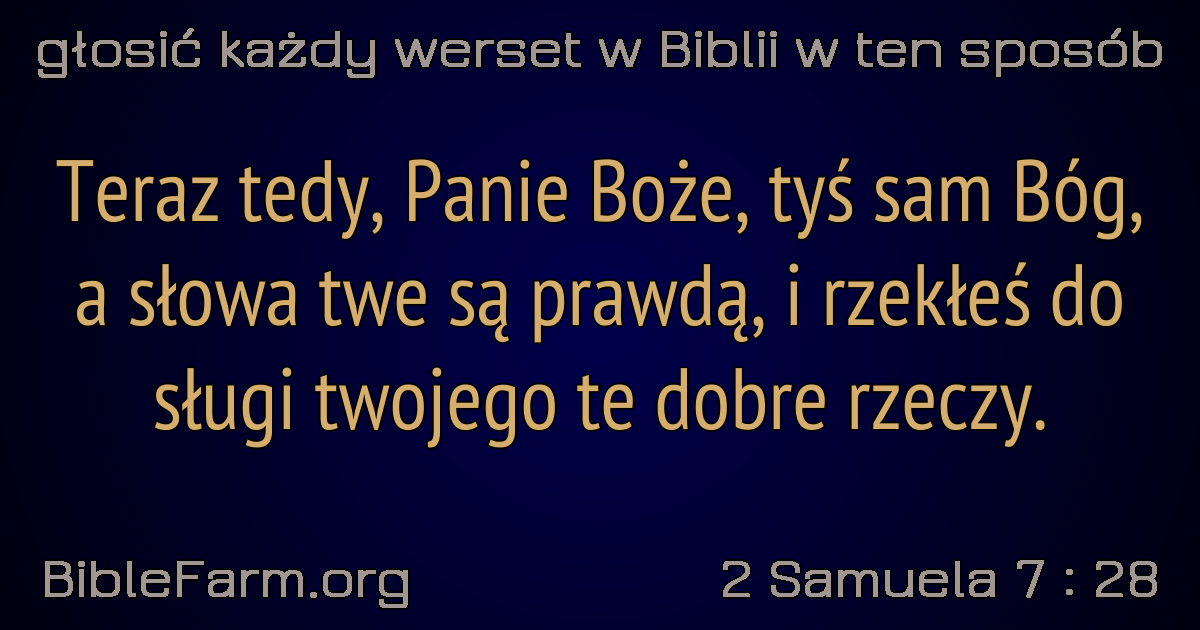 głosić każdy werset w Biblii w ten sposób
Teraz tedy, Panie Boże, tyś sam Bóg,
a słowa twe są prawdą, i rzekłeś do
sługi twojego te dobre rzeczy.
BibleFarm.org
2 Samuela 7 : 28